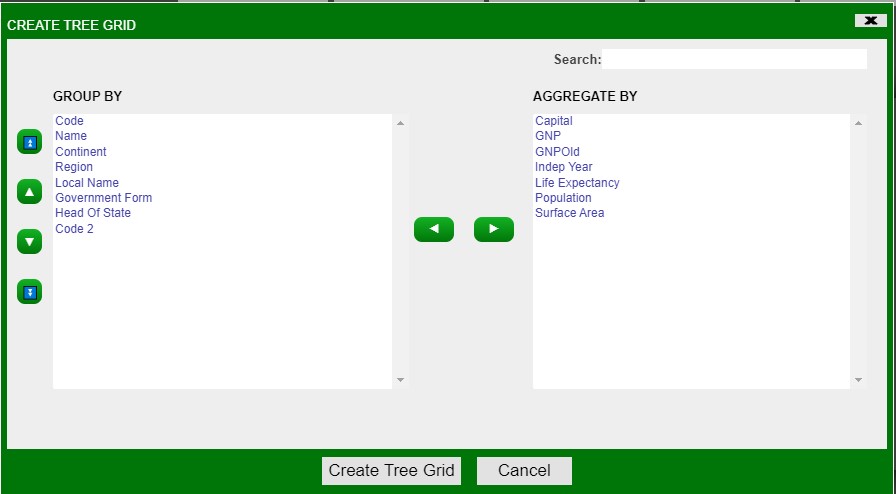 CREATE TREE GRID
Search:
GROUP BY
Code
Name
Continent
Region
Local Name
Government Form
Head Of State
Code 2
AGGREGATE BY
Capital
GNP
GNPOld
Indep Year
Life Expectancy
Population
Surface Area
Create Tree Grid
Cancel